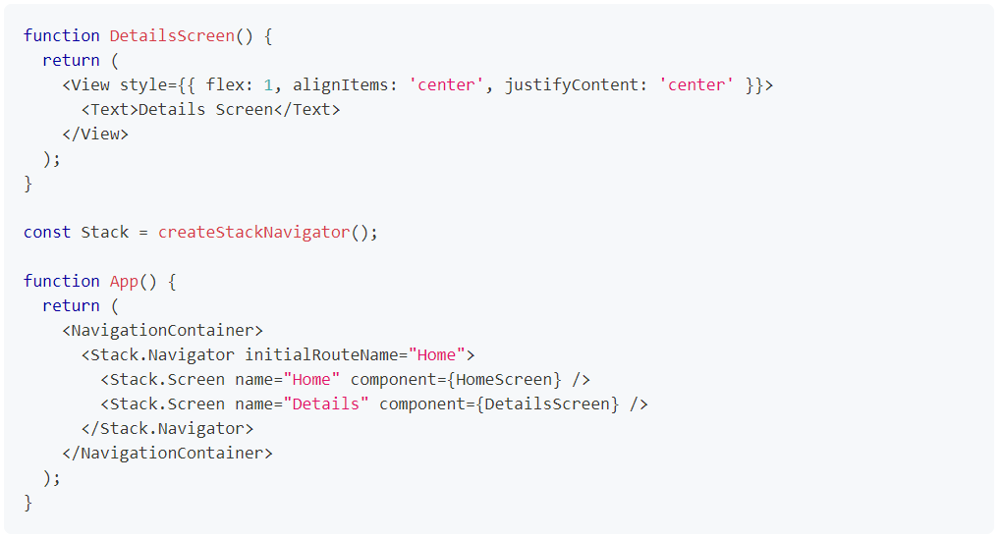 function DetailsScreen() {
  return (
    <View style={{ flex: 1, alignItems: 'center', justifyContent: 'center' }}>
      <Text>Details Screen</Text>
    </View>
  );
}

const Stack = createStackNavigator();

function App() {
  return (
    <NavigationContainer>
      <Stack.Navigator initialRouteName="Home">
        <Stack.Screen name="Home" component={HomeScreen} />
        <Stack.Screen name="Details" component={DetailsScreen} />
      </Stack.Navigator>
    </NavigationContainer>
  );
}